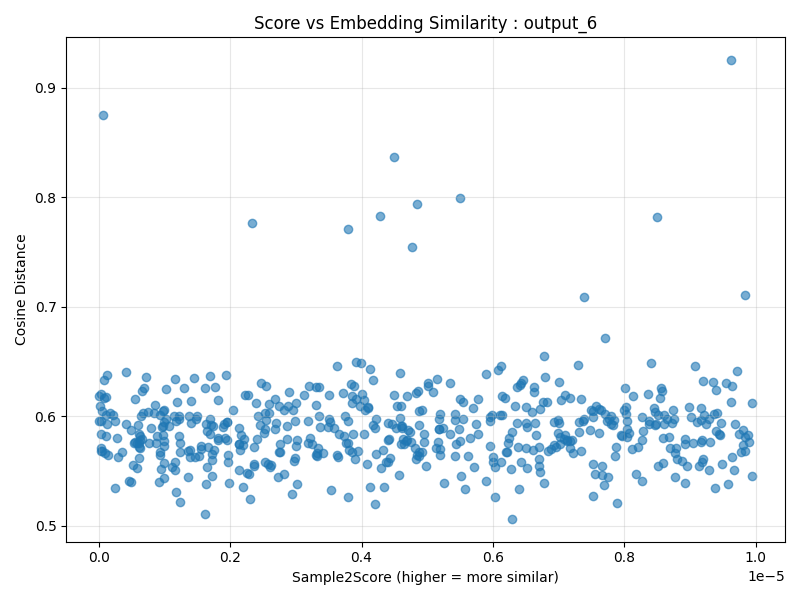 Score vs Embedding Similarity : output_6
Cosine Distance
0.9
0.8
0.7
0.6
0.5
0.0 0.2 0.4 0.6 0.8 1.0
1e−5
Sample2Score (higher = more similar)